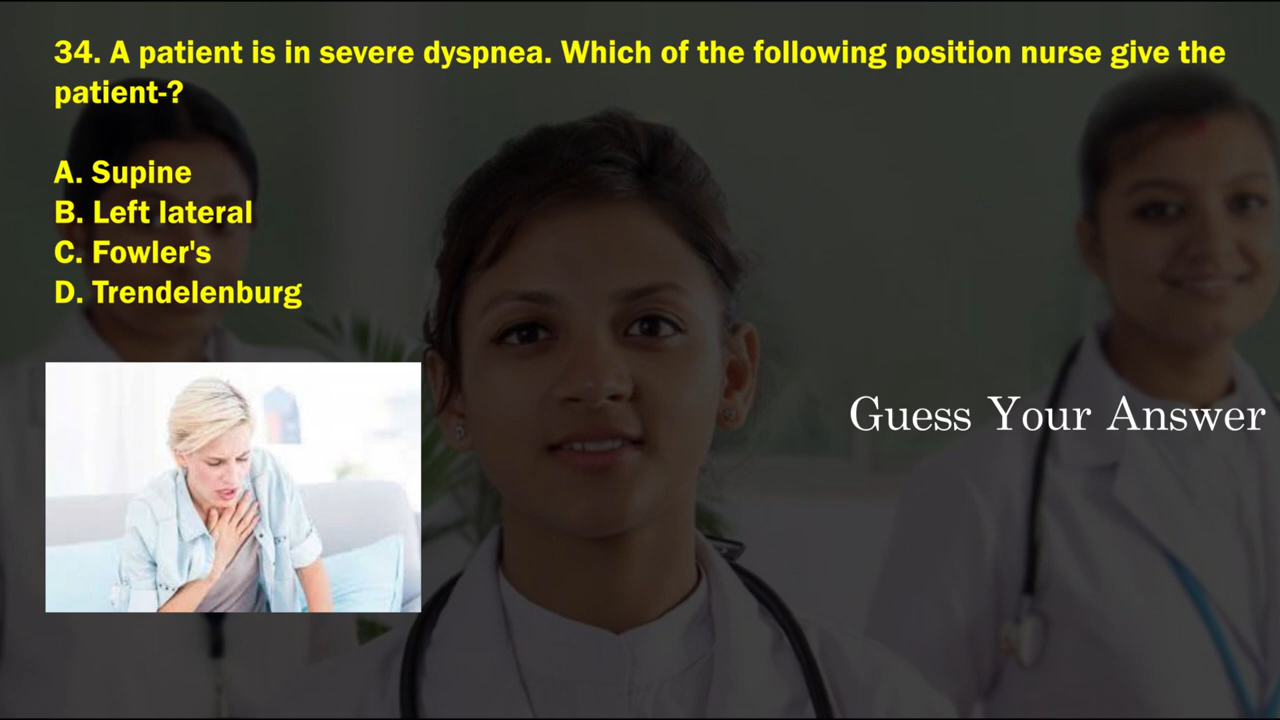 34. A patient is in severe dyspnea. Which of the following position nurse give the
patient-?
A. Supine
B. Left lateral
C. Fowler's
D. Trendelenburg
Guess Your Answer